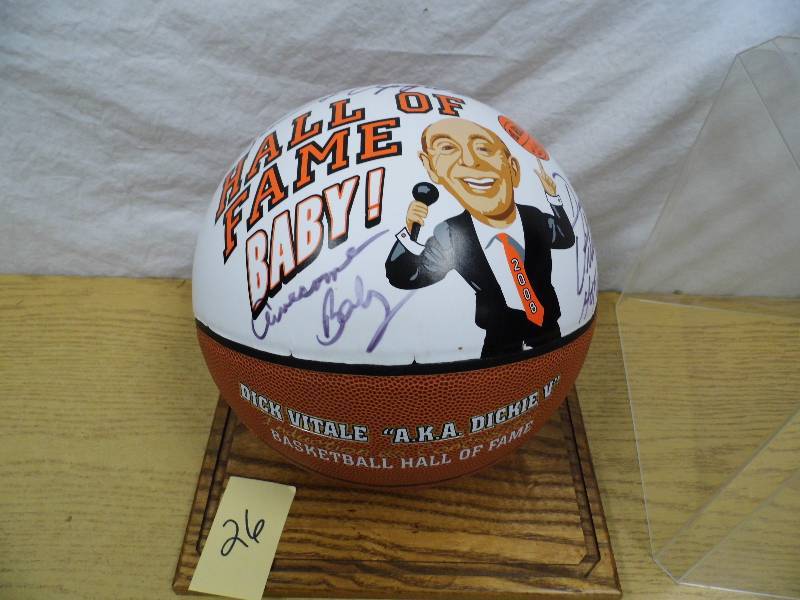 HALL OF
FAME
BABY!
Awesome
Baby
2008
DICK VITALE "A.K.A. DICKIE V"
BASKETBALL HALL OF FAME
26